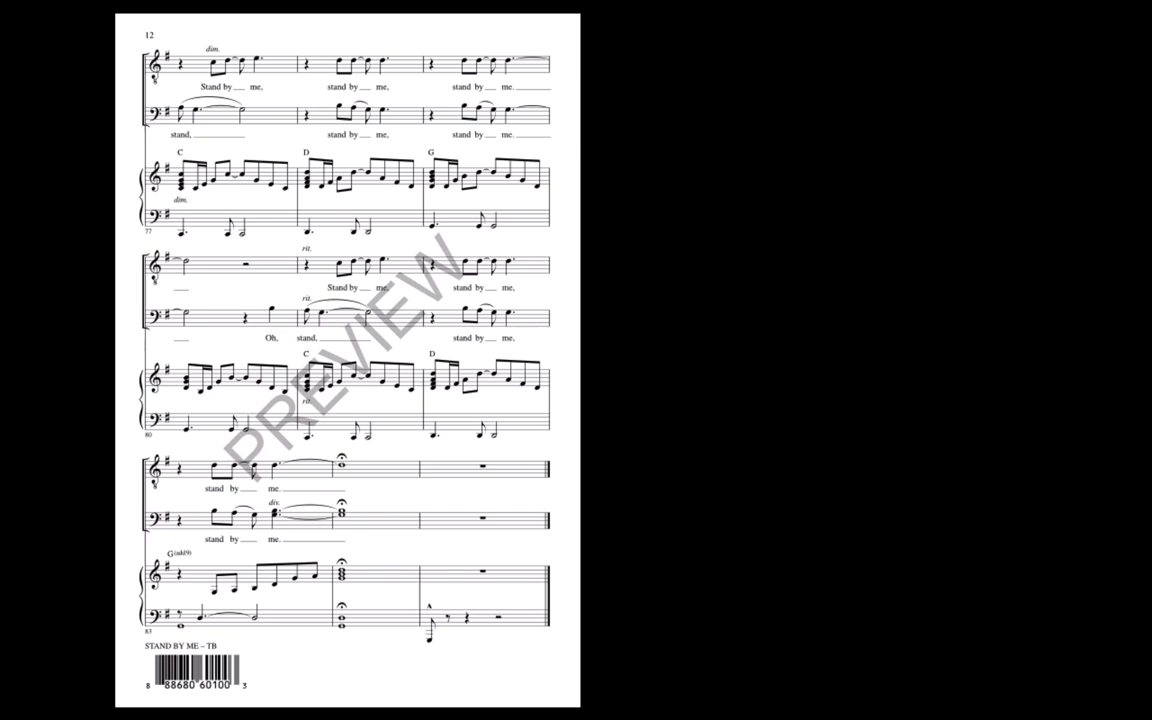 12
dim.
Stand by me, stand by me, stand by me.
stand, stand by me, stand by me.
C D G
dim.
77
rit.
Stand by me, stand by me,
rit.
Oh, stand, stand by me,
C D
rit.
80
stand by me.
div.
stand by me.
G(add9)
83
STAND BY ME – TB
8 88680 60100 3
PREVIEW